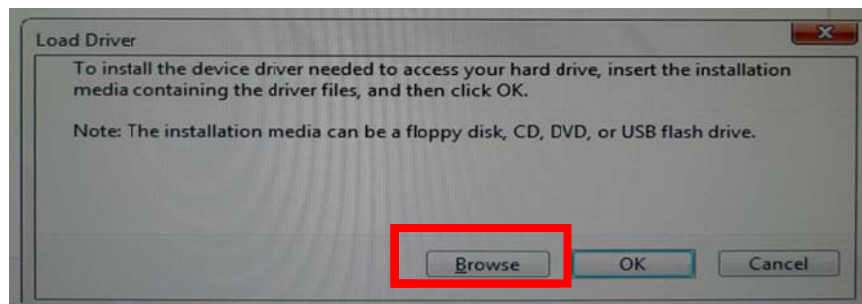 Load Driver
To install the device driver needed to access your hard drive, insert the installation
media containing the driver files, and then click OK.
Note: The installation media can be a floppy disk, CD, DVD, or USB flash drive.
Browse OK Cancel